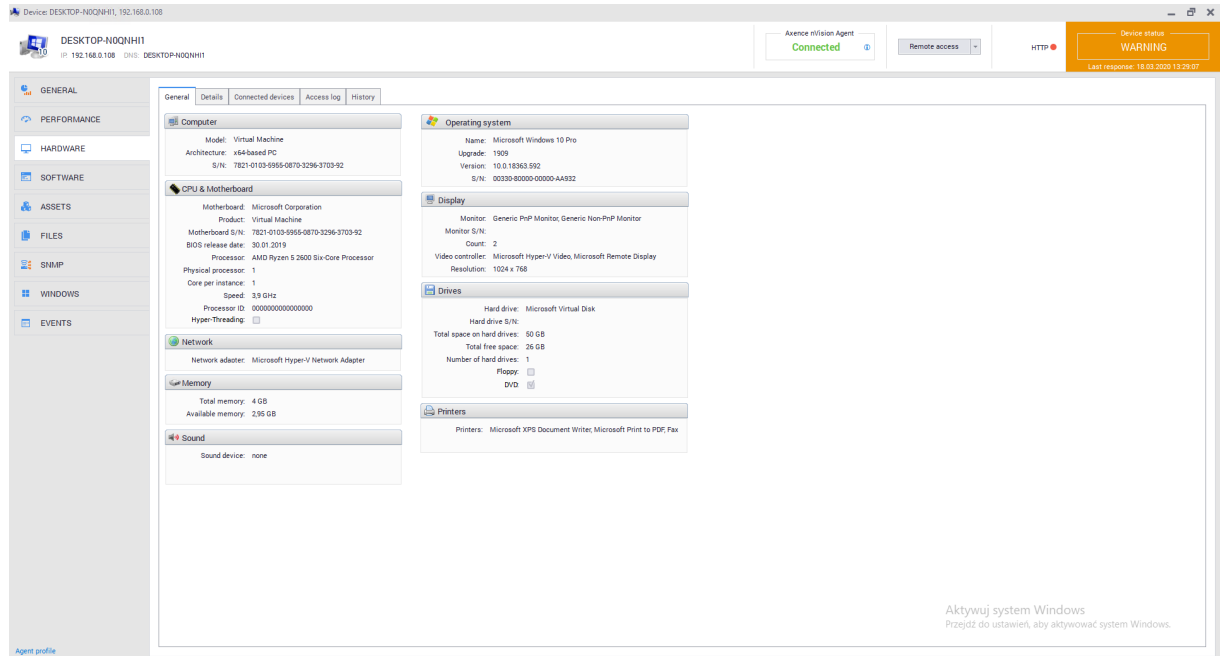 Device: DESKTOP-N0QNHI1, 192.168.0.108
DESKTOP-N0QNHI1
IP: 192.168.0.108 DNS: DESKTOP-N0QNHI1
Axence nVision Agent
Connected
Remote access
HTTP
Device status
WARNING
Last response: 18.03.2020 13:29:07
GENERAL
PERFORMANCE
HARDWARE
SOFTWARE
ASSETS
FILES
SNMP
WINDOWS
EVENTS
Agent profile
General Details Connected devices Access log History
Computer
Model: Virtual Machine
Architecture: x64-based PC
S/N: 7821-0103-5955-0870-3296-3703-92
CPU & Motherboard
Motherboard: Microsoft Corporation
Product: Virtual Machine
Motherboard S/N: 7821-0103-5955-0870-3296-3703-92
BIOS release date: 30.01.2019
Processor: AMD Ryzen 5 2600 Six-Core Processor
Physical processor: 1
Core per instance: 1
Speed: 3,9 GHz
Processor ID: 0000000000000000
Hyper-Threading:
Network
Network adapter: Microsoft Hyper-V Network Adapter
Memory
Total memory: 4 GB
Available memory: 2,95 GB
Sound
Sound device: none
Operating system
Name: Microsoft Windows 10 Pro
Upgrade: 1909
Version: 10.0.18363.592
S/N: 00330-80000-00000-AA932
Display
Monitor: Generic PnP Monitor, Generic Non-PnP Monitor
Monitor S/N:
Count: 2
Video controller: Microsoft Hyper-V Video, Microsoft Remote Display
Resolution: 1024 x 768
Drives
Hard drive: Microsoft Virtual Disk
Hard drive S/N:
Total space on hard drives: 50 GB
Total free space: 26 GB
Number of hard drives: 1
Floppy:
DVD:
Printers
Printers: Microsoft XPS Document Writer, Microsoft Print to PDF, Fax
Aktywuj system Windows
Przejdź do ustawień, aby aktywować system Windows.